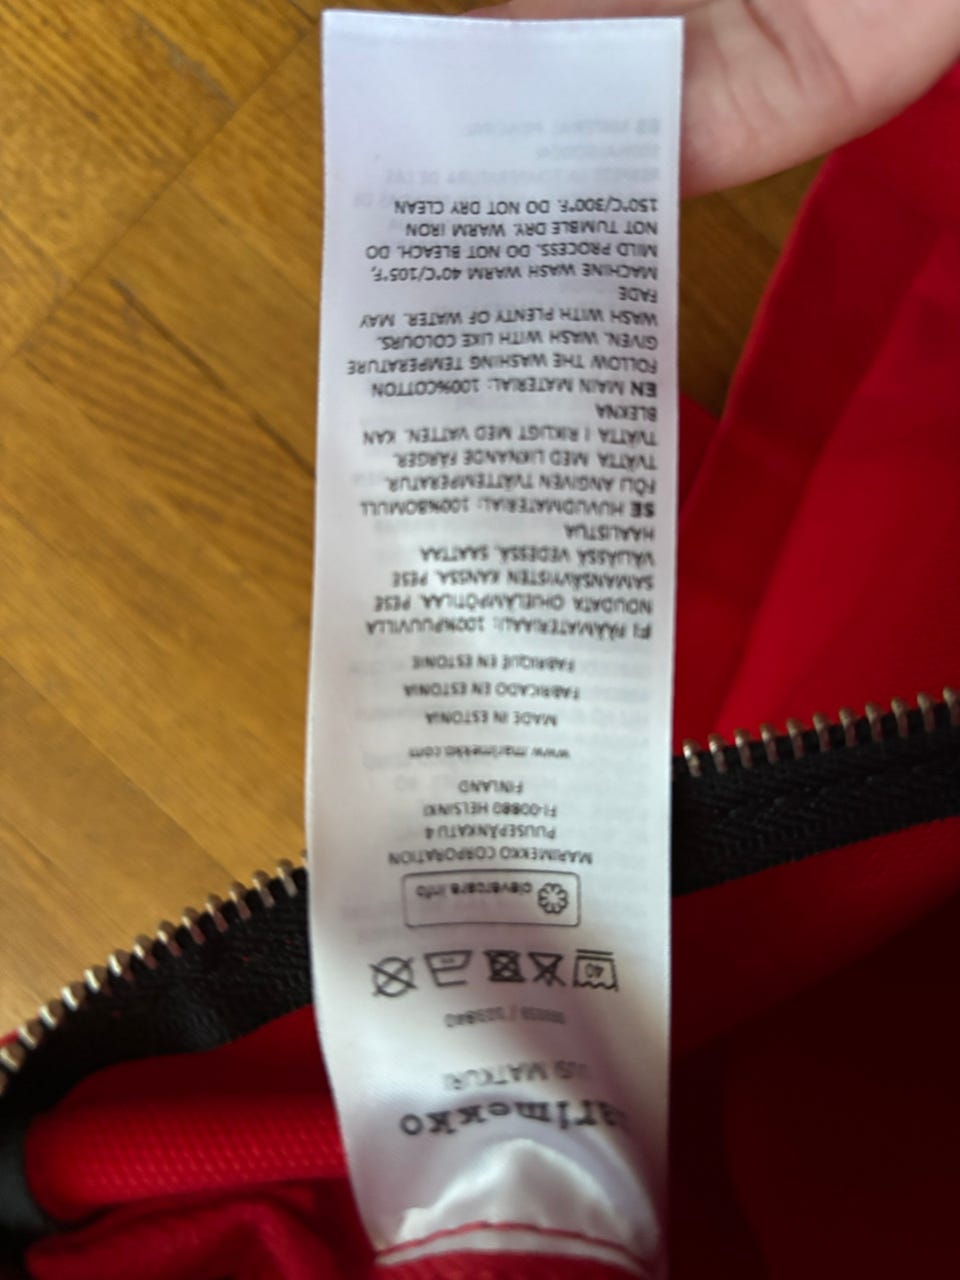 marimekko
MATKURI
40
clevercare.info
MARIMEKKO CORPORATION
PUUSEPÄNKATU 4
FI-00880 HELSINKI
FINLAND
www.marimekko.com
MADE IN ESTONIA
FABRICADO EN ESTONIA
FABRIQUÉ EN ESTONIE
FI PÄÄMATERIAALI: 100%PUUVILLA
NOUDATA OHJELÄMPÖTILAA, PESE
SAMANSÄVYISTEN KANSSA, PESE
VÄLJÄSSÄ VEDESSÄ, SAATTAA
HAALISTUA
SE HUVUDMATERIAL: 100%BOMULL
FÖLJ ANGIVEN TVÄTTEMPERATUR.
TVÄTTA MED LIKNANDE FÄRGER.
TVÄTTA I RIKLIGT MED VATTEN. KAN
BLEKNA
EN MAIN MATERIAL: 100%COTTON
FOLLOW THE WASHING TEMPERATURE
GIVEN. WASH WITH LIKE COLOURS.
WASH WITH PLENTY OF WATER. MAY
FADE
MACHINE WASH WARM 40°C/105°F,
MILD PROCESS. DO NOT BLEACH. DO
NOT TUMBLE DRY. WARM IRON
150°C/300°F. DO NOT DRY CLEAN